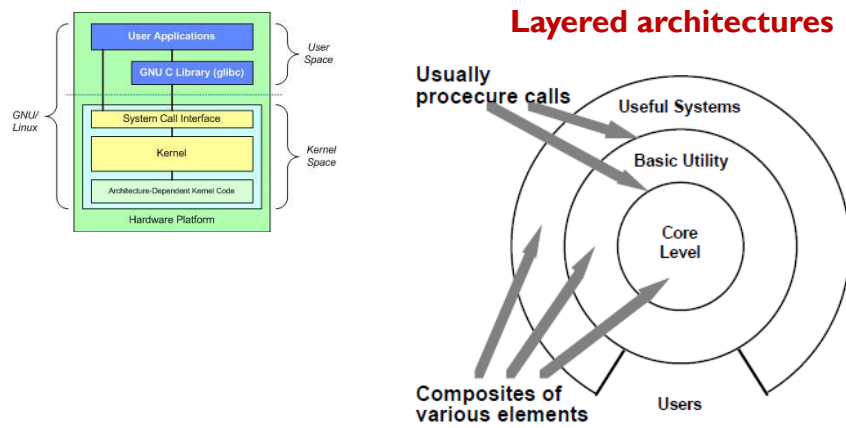 Layered architectures
User Applications
GNU C Library (glibc)
User
Space
GNU/
Linux
System Call Interface
Kernel
Architecture-Dependent Kernel Code
Kernel
Space
Hardware Platform
Usually
procecure calls
Useful Systems
Basic Utility
Core
Level
Composites of
various elements
Users